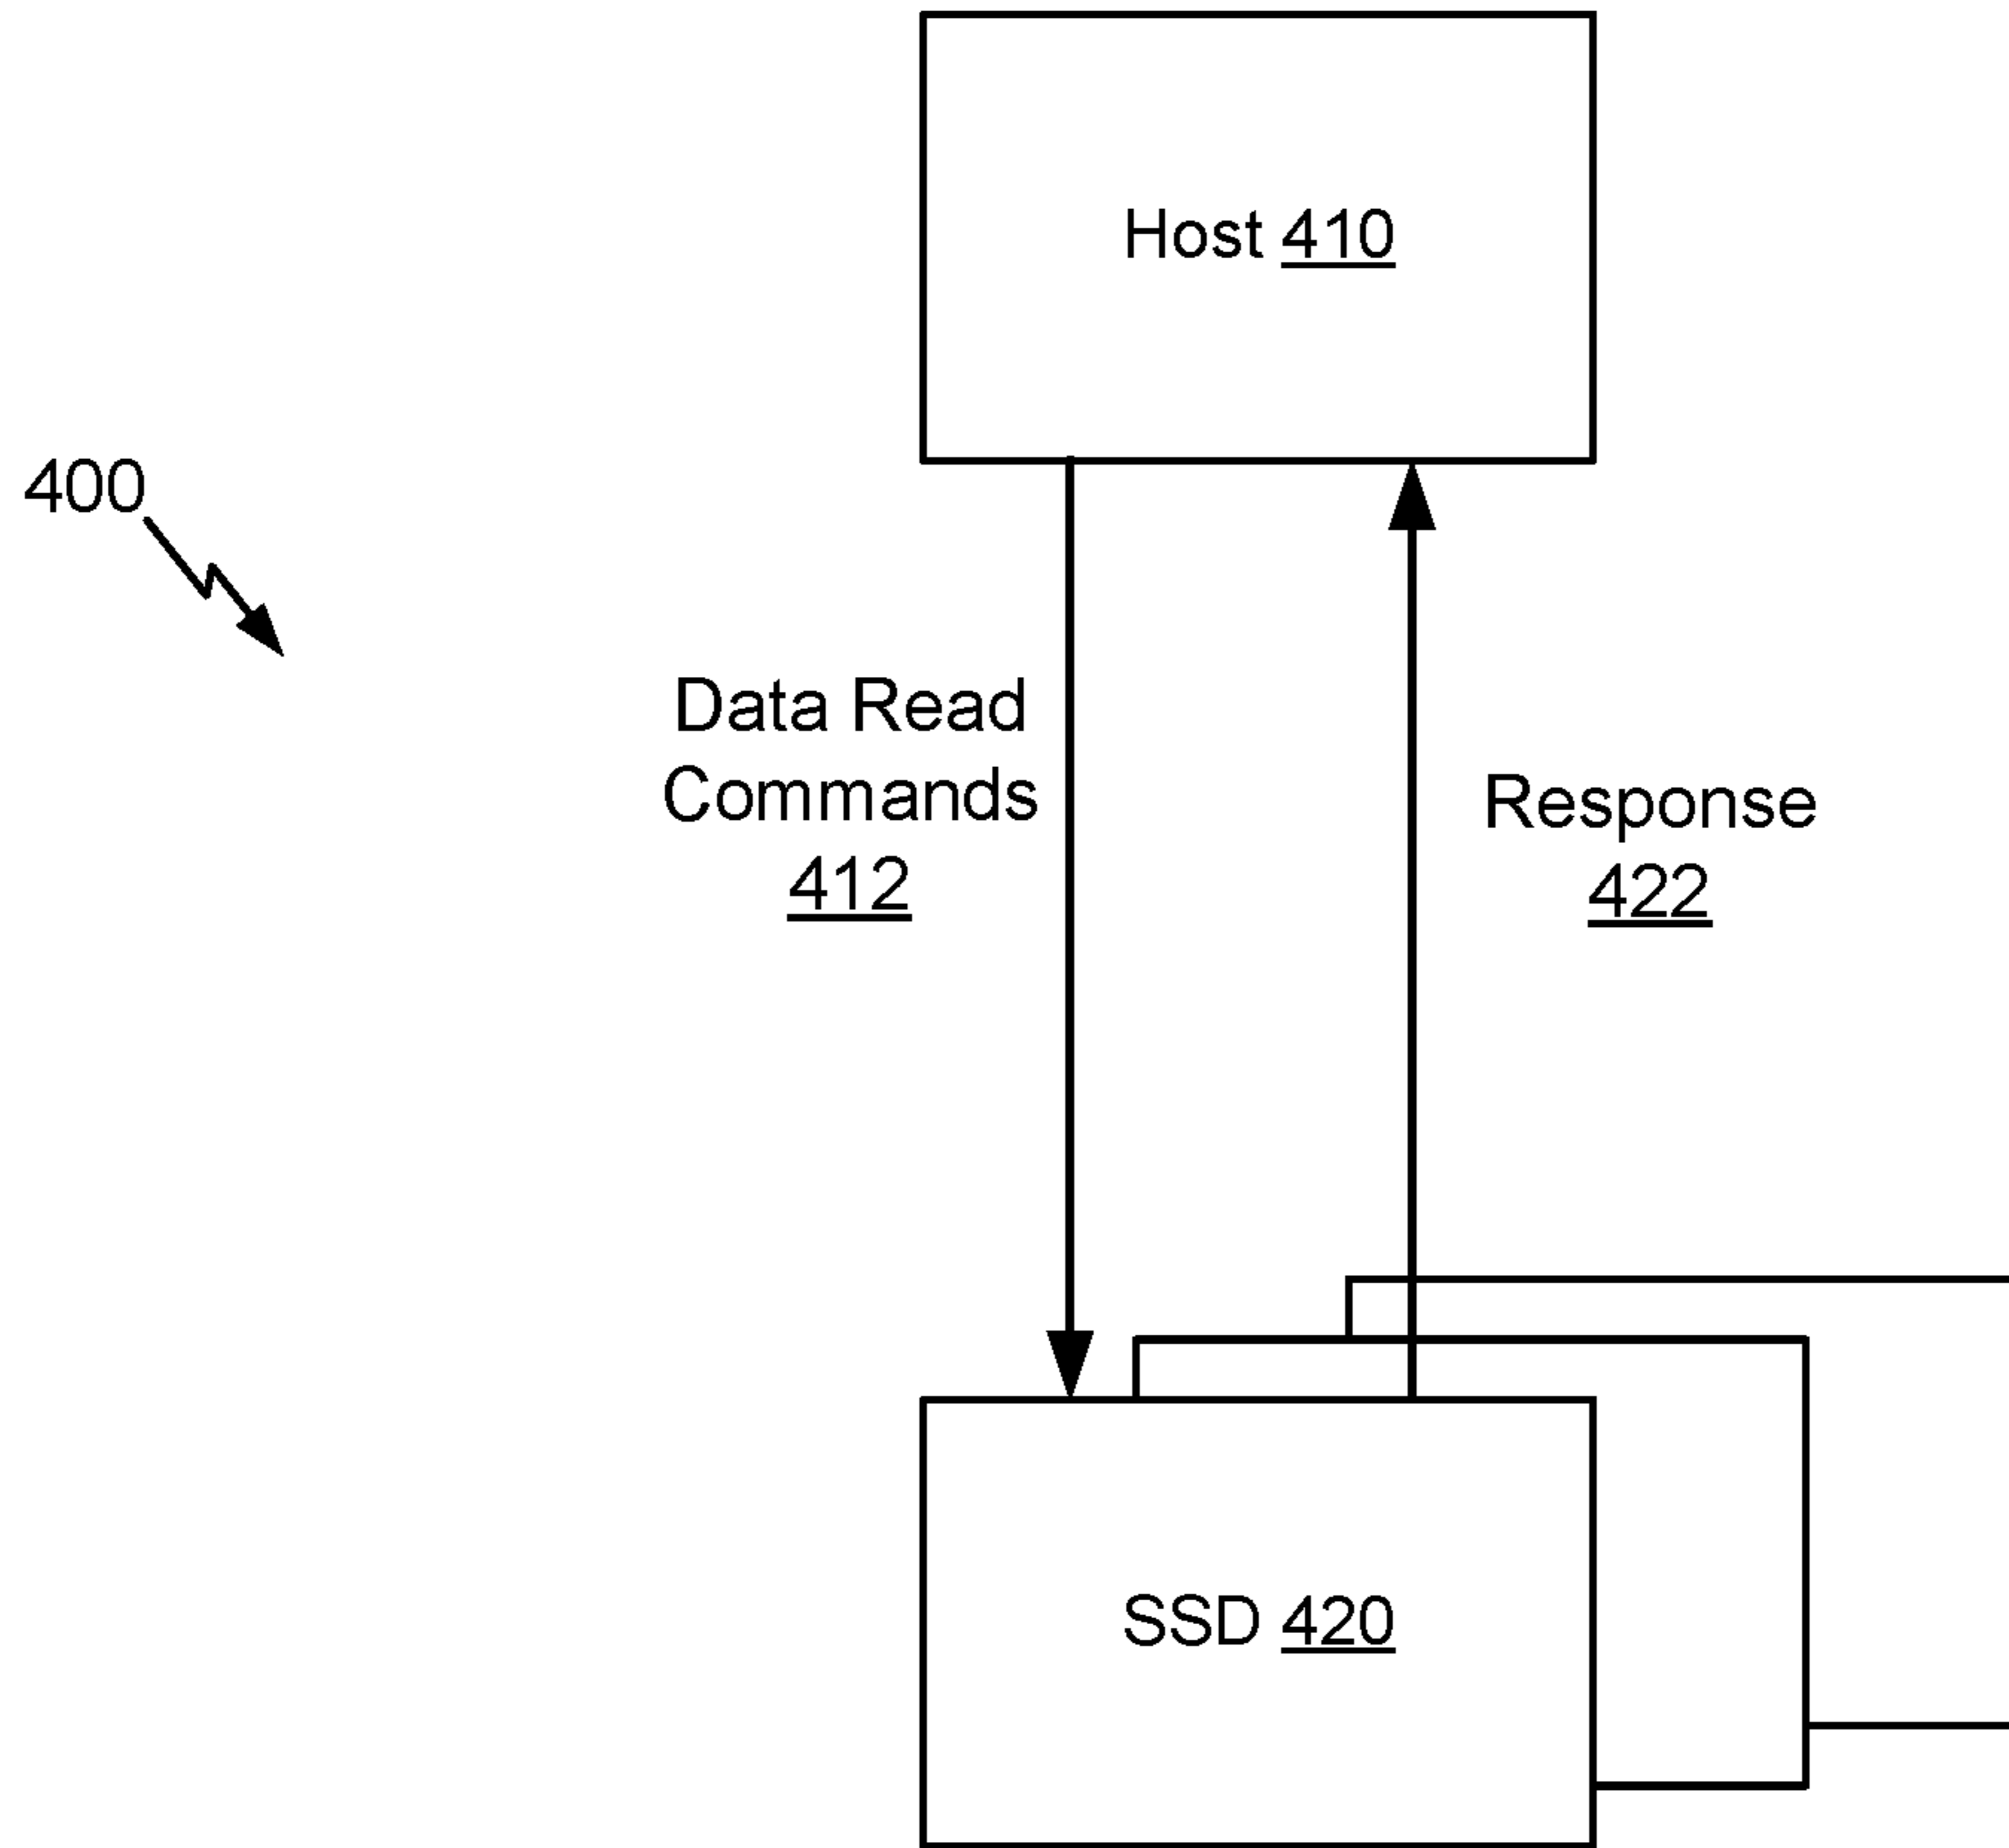 Host 410
400
Data Read
Commands
412
Response
422
SSD 420